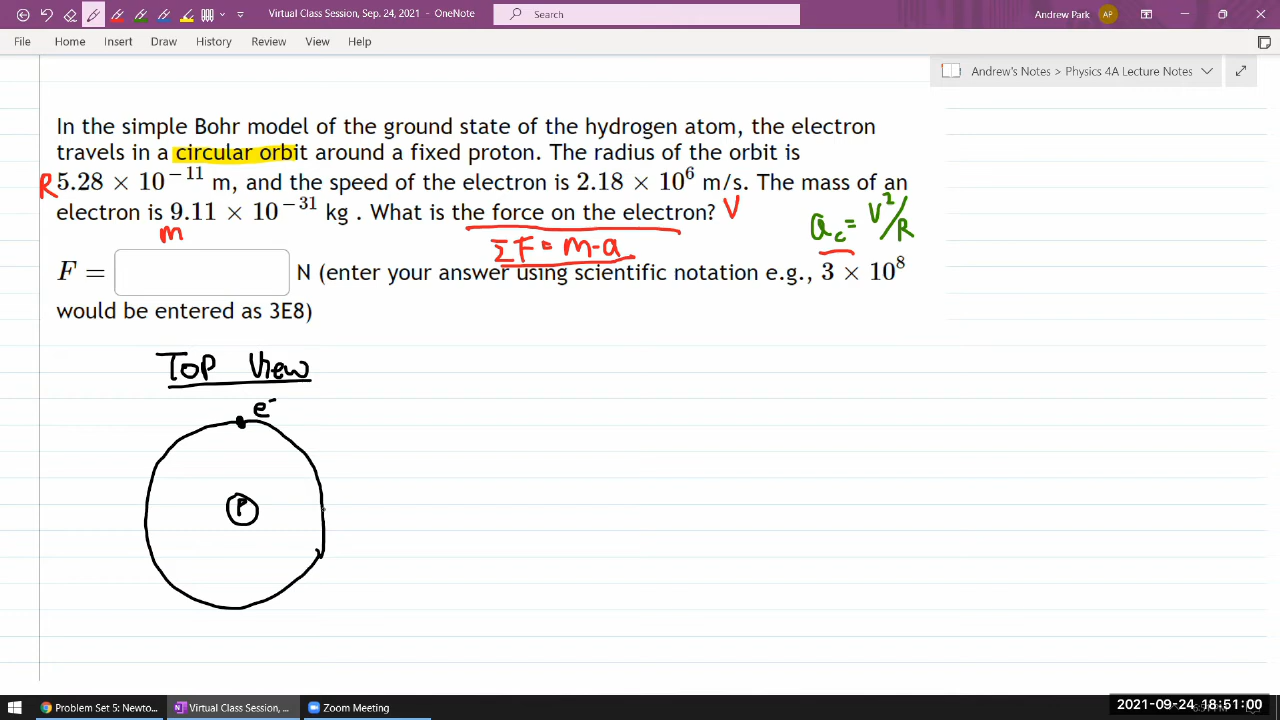 Virtual Class Session, Sep. 24, 2021 - OneNote
Search
Andrew Park
AP
File Home Insert Draw History Review View Help
Andrew's Notes > Physics 4A Lecture Notes
In the simple Bohr model of the ground state of the hydrogen atom, the electron
travels in a circular orbit around a fixed proton. The radius of the orbit is
R 5.28 × 10⁻¹¹ m, and the speed of the electron is 2.18 × 10⁶ m/s. The mass of an
electron is 9.11 × 10⁻³¹ kg . What is the force on the electron? V
m
a_c = V²/R
ΣF = m·a
F = N (enter your answer using scientific notation e.g., 3 × 10⁸
would be entered as 3E8)
Top View
e⁻
P
Problem Set 5: Newto...
Virtual Class Session, ...
Zoom Meeting
2021-09-24 18:51:00